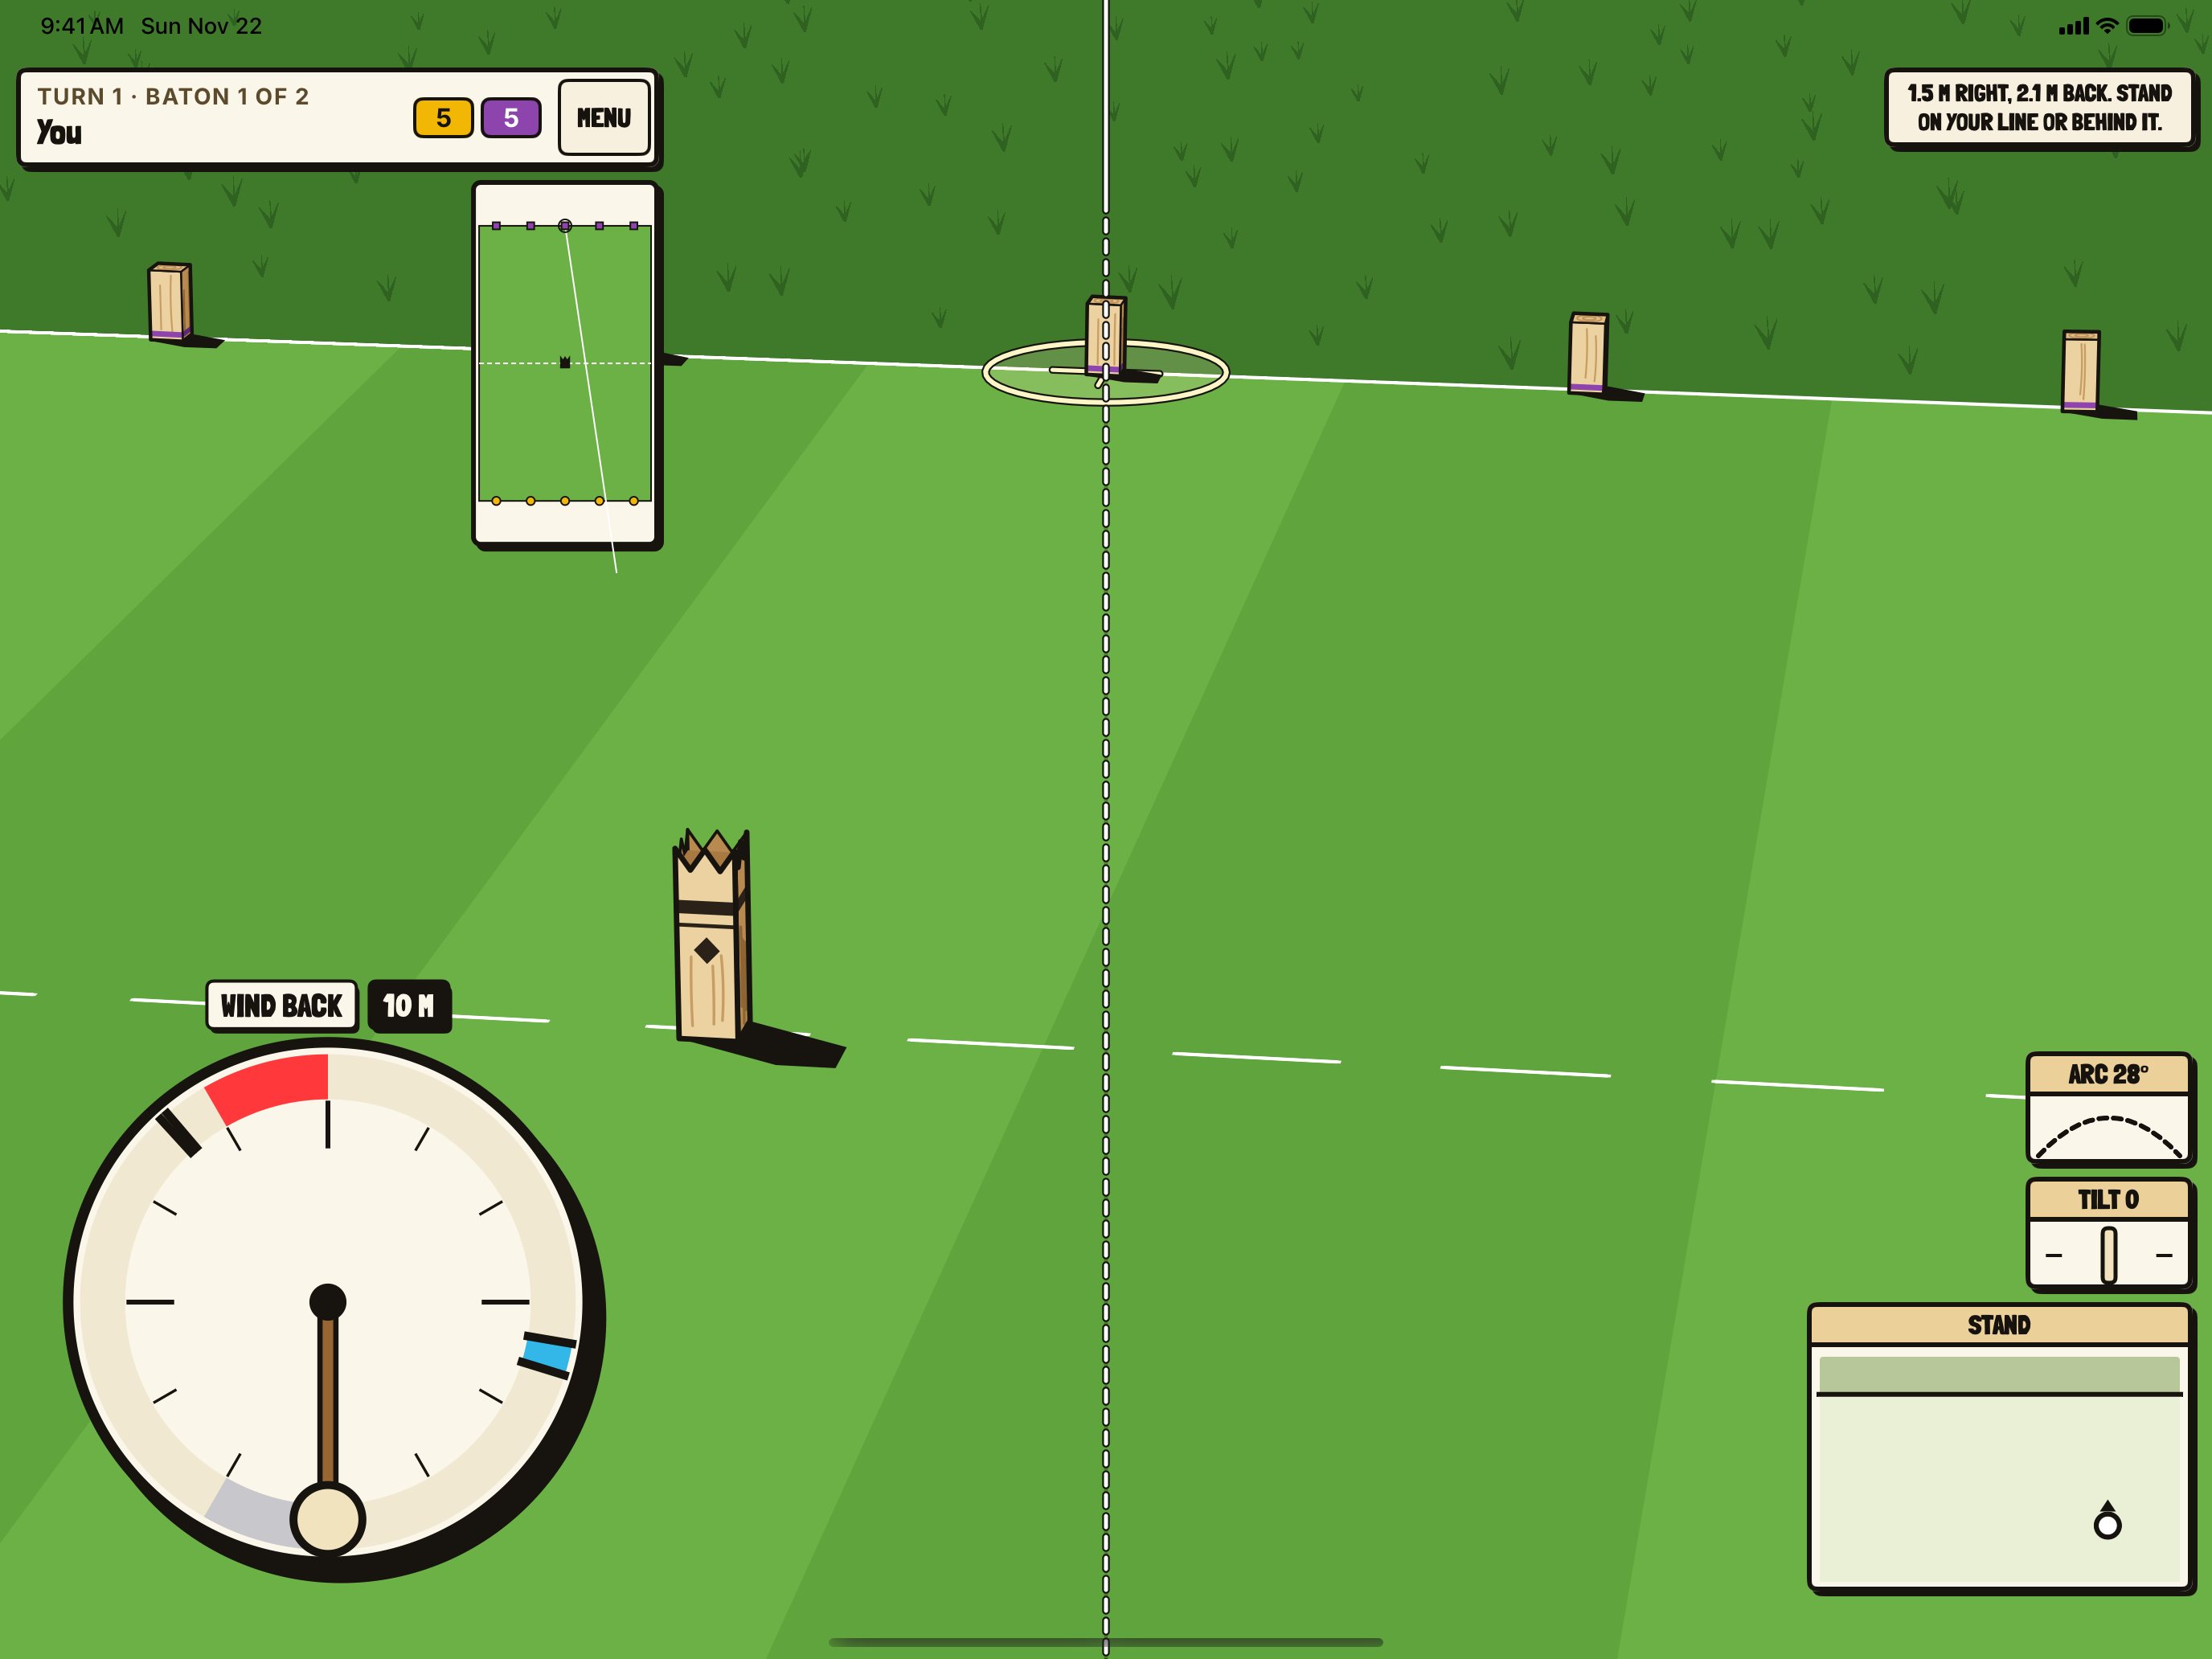 9:41 AM Sun Nov 22
TURN 1 · BATON 1 OF 2
You
5 5 MENU
1.5 M RIGHT, 2.1 M BACK. STAND
ON YOUR LINE OR BEHIND IT.
WIND BACK 10 M
ARC 28°
TILT 0
STAND